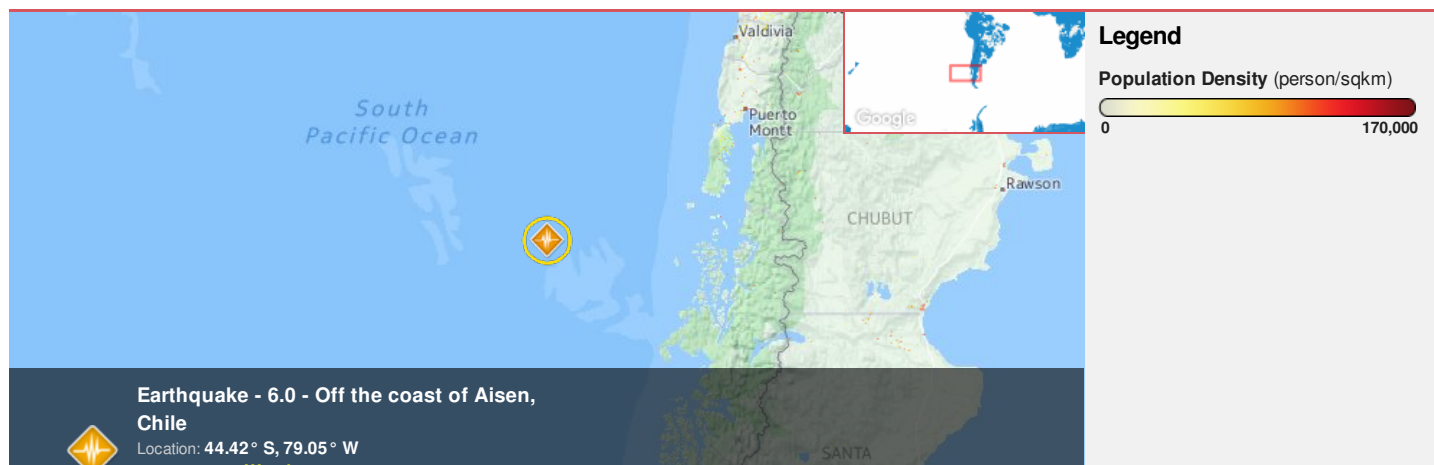 Valdivia
South
Pacific Ocean
Puerto
Montt
Google
Rawson
CHUBUT
SANTA
Legend
Population Density (person/sqkm)
0
170,000
Earthquake - 6.0 - Off the coast of Aisen,
Chile
Location: 44.42° S, 79.05° W